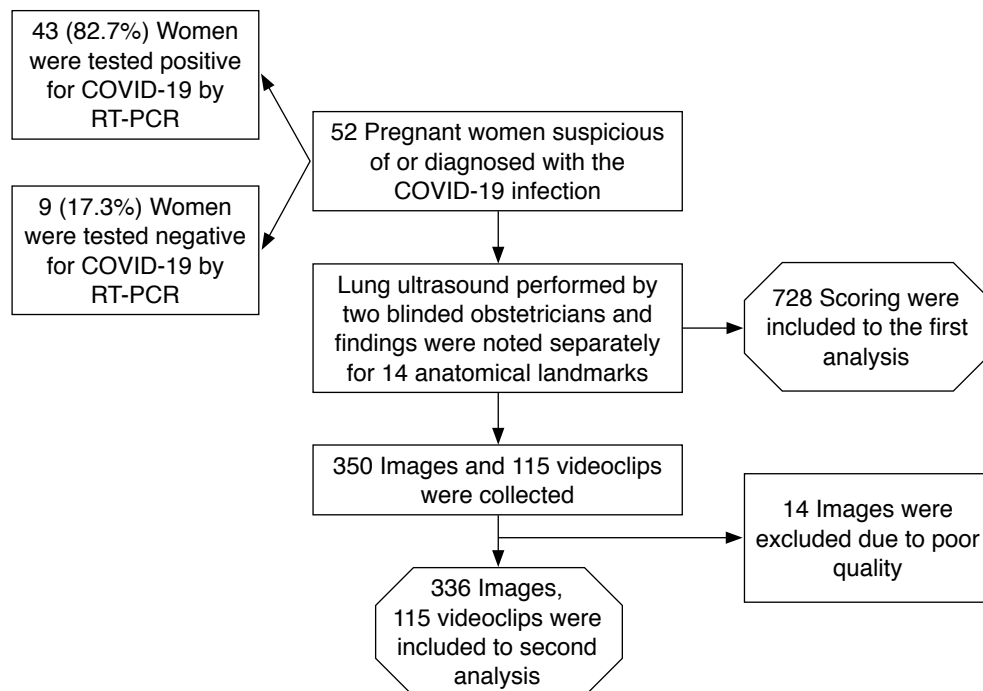 43 (82.7%) Women
were tested positive
for COVID-19 by
RT-PCR
52 Pregnant women suspicious
of or diagnosed with the
COVID-19 infection
9 (17.3%) Women
were tested negative
for COVID-19 by
RT-PCR
Lung ultrasound performed by
two blinded obstetricians and
findings were noted separately
for 14 anatomical landmarks
728 Scoring were
included to the first
analysis
350 Images and 115 videoclips
were collected
14 Images were
excluded due to poor
quality
336 Images,
115 videoclips were
included to second
analysis